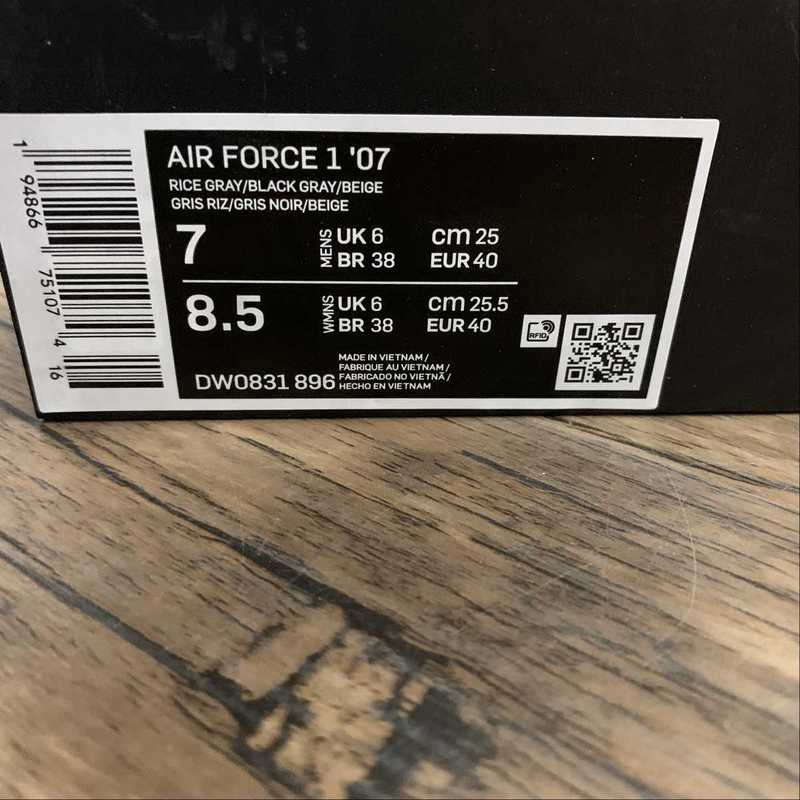 AIR FORCE 1 '07
RICE GRAY/BLACK GRAY/BEIGE
GRIS RIZ/GRIS NOIR/BEIGE
7 MENS UK 6 cm 25
BR 38 EUR 40
8.5 WMNS UK 6 cm 25.5
BR 38 EUR 40
RFID
DW0831 896
MADE IN VIETNAM /
FABRIQUE AU VIETNAM /
FABRICADO NO VIETNÃ /
HECHO EN VIETNAM
1 94866 75107 4 16